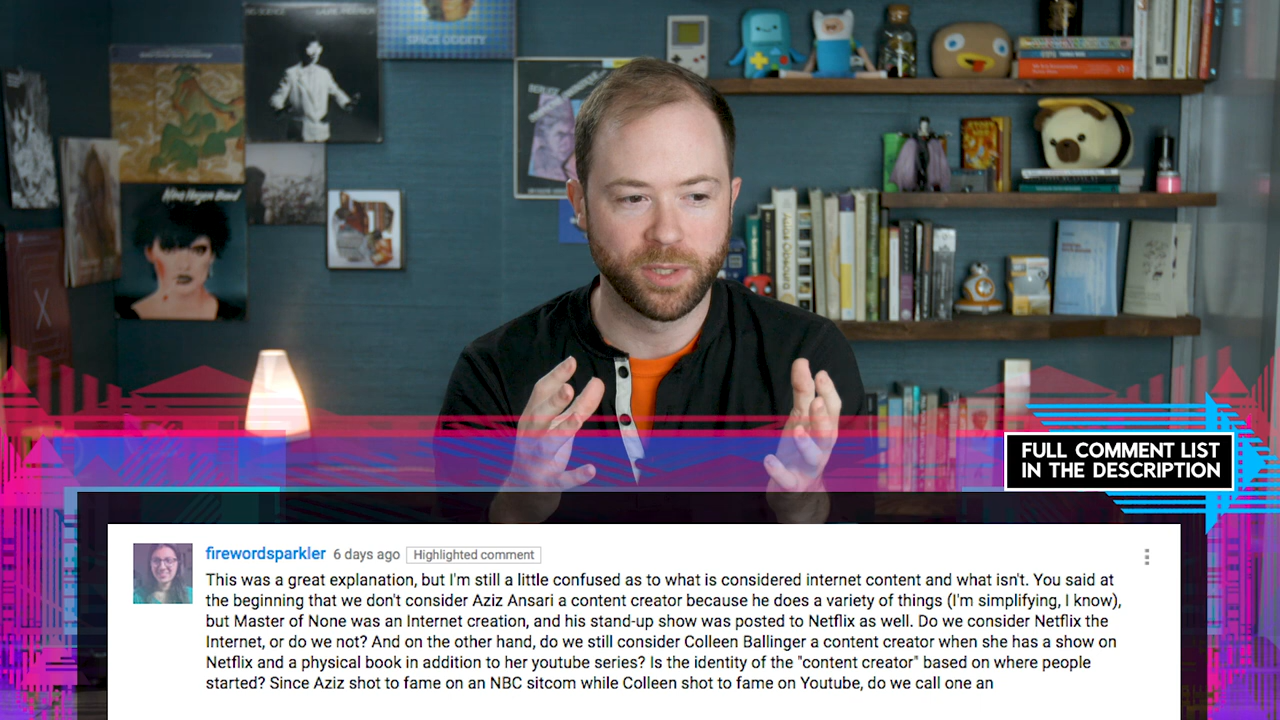 BIG SCIENCE LAURIE ANDERSON
SPACE ODDITY
Nina Hagen Band
X
FULL COMMENT LIST
IN THE DESCRIPTION
firewordsparkler 6 days ago Highlighted comment
This was a great explanation, but I'm still a little confused as to what is considered internet content and what isn't. You said at
the beginning that we don't consider Aziz Ansari a content creator because he does a variety of things (I'm simplifying, I know),
but Master of None was an Internet creation, and his stand-up show was posted to Netflix as well. Do we consider Netflix the
Internet, or do we not? And on the other hand, do we still consider Colleen Ballinger a content creator when she has a show on
Netflix and a physical book in addition to her youtube series? Is the identity of the "content creator" based on where people
started? Since Aziz shot to fame on an NBC sitcom while Colleen shot to fame on Youtube, do we call one an